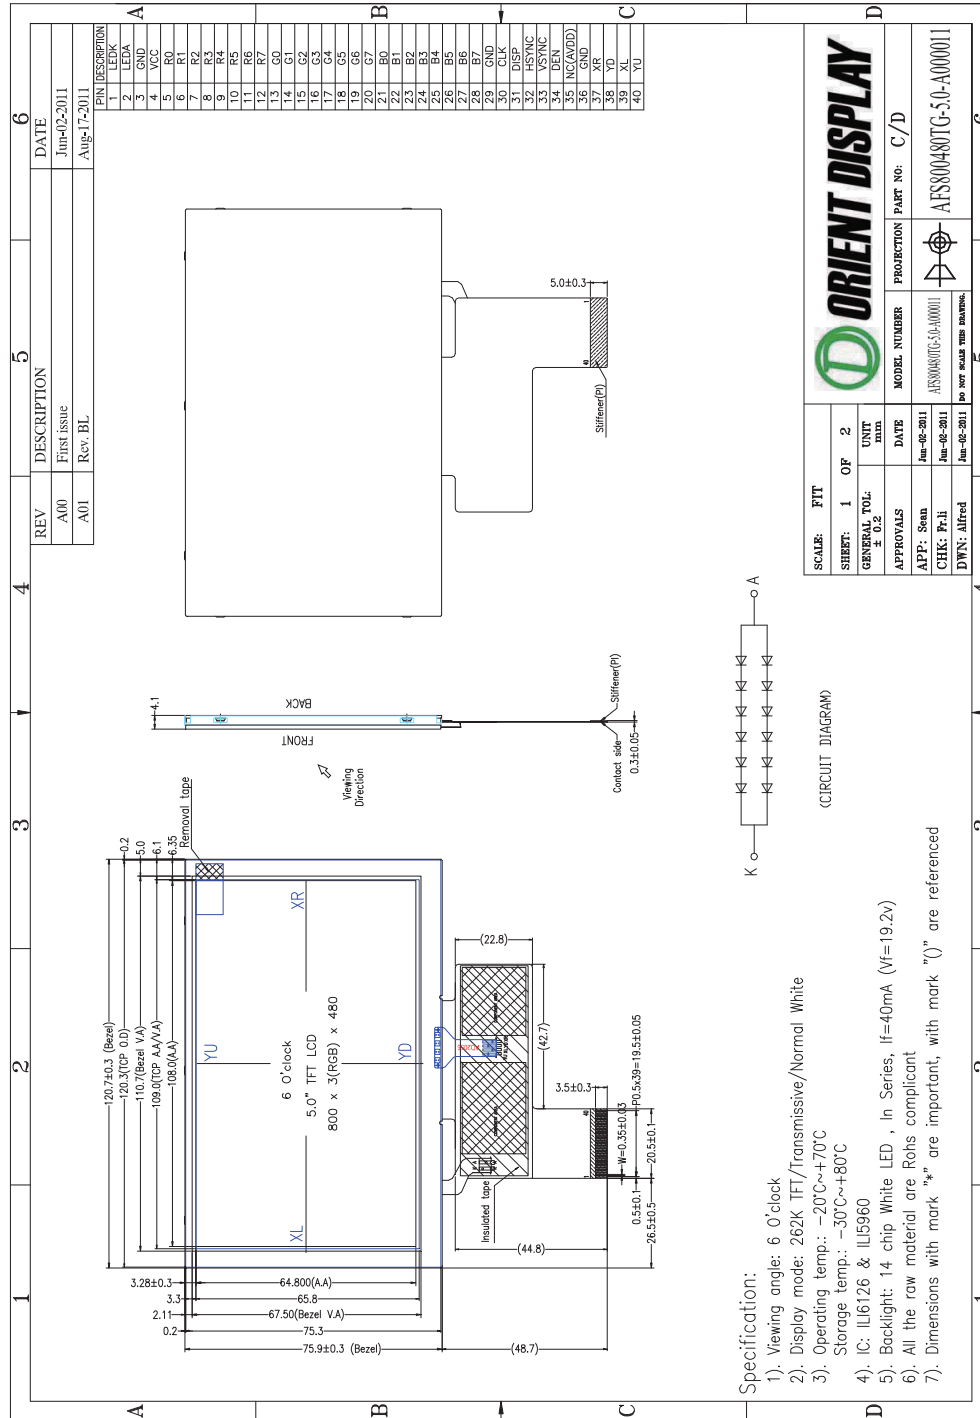 1 2 3 4 5 6
A
B
C
D
REV DESCRIPTION DATE
A00 First issue Jun-02-2011
A01 Rev. BL Aug-17-2011
PIN DESCRIPTION
1 LEDK
2 LEDA
3 GND
4 VCC
5 R0
6 R1
7 R2
8 R3
9 R4
10 R5
11 R6
12 R7
13 G0
14 G1
15 G2
16 G3
17 G4
18 G5
19 G6
20 G7
21 B0
22 B1
23 B2
24 B3
25 B4
26 B5
27 B6
28 B7
29 GND
30 CLK
31 DISP
32 HSYNC
33 VSYNC
34 DEN
35 NC(AVDD)
36 GND
37 XR
38 YD
39 XL
40 YU
120.7±0.3 (Bezel)
120.3(TCP O.D)
110.7(Bezel V.A)
109.0(TCP A.A/V.A)
108.0(A.A)
0.2
5.0
6.1
6.35
Removal tape
3.28±0.3
3.3
2.11
0.2
64.800(A.A)
65.8
67.50(Bezel V.A)
75.3
75.9±0.3 (Bezel)
(48.7)
YU
XL
XR
YD
6 O'clock
5.0" TFT LCD
800 x 3(RGB) x 480
Insulated tape
(22.8)
(42.7)
(44.8)
3.5±0.3
W=0.35±0.03
P0.5x39=19.5±0.05
0.5±0.1
20.5±0.1
26.5±0.5
1
4.1
FRONT
BACK
Viewing
Direction
Contact side
Stiffener(PI)
0.3±0.05
5.0±0.3
40
1
Stiffener(PI)
K
A
(CIRCUIT DIAGRAM)
Specification:
1). Viewing angle: 6 O'clock
2). Display mode: 262K TFT/Transmissive/Normal White
3). Operating temp.: -20°C~+70°C
Storage temp.: -30°C~+80°C
4). IC: ILI6126 & ILI5960
5). Backlight: 14 chip White LED , In Series, If=40mA (Vf=19.2v)
6). All the raw material are Rohs complicant
7). Dimensions with mark "*" are important, with mark "()" are referenced
SCALE: FIT
SHEET: 1 OF 2
GENERAL TOL: ± 0.2
UNIT mm
APPROVALS DATE
APP: Sean Jun-02-2011
CHK: Fr.li Jun-02-2011
DWN: Alfred Jun-02-2011
ORIENT DISPLAY
MODEL NUMBER
AFS800480TG-5.0-A000011
DO NOT SCALE THIS DRAWING.
PROJECTION
PART NO: C/D
AFS800480TG-5.0-A000011
A
B
C
D
1 2 3 4 5 6